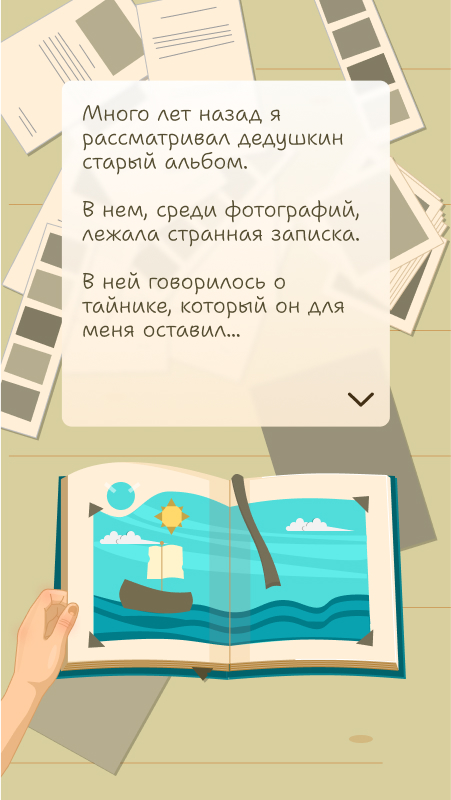 Много лет назад я
рассматривал дедушкин
старый альбом.
В нем, среди фотографий,
лежала странная записка.
В ней говорилось о
тайнике, который он для
меня оставил...